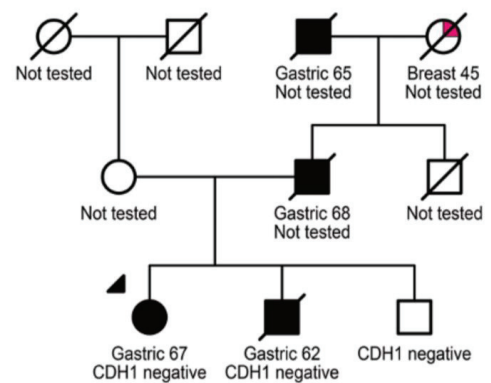 Not tested
Not tested
Gastric 65
Not tested
Breast 45
Not tested
Not tested
Gastric 68
Not tested
Not tested
Gastric 67
CDH1 negative
Gastric 62
CDH1 negative
CDH1 negative